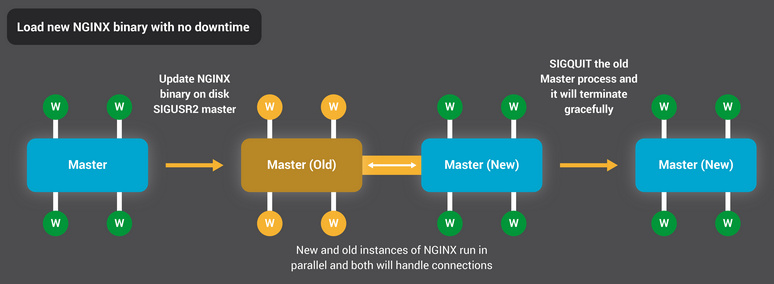 Load new NGINX binary with no downtime
Update NGINX
binary on disk
SIGUSR2 master
SIGQUIT the old
Master process and
it will terminate
gracefully
W W W W W W W W
Master
Master (Old)
Master (New)
Master (New)
W W W W W W W W
New and old instances of NGINX run in
parallel and both will handle connections